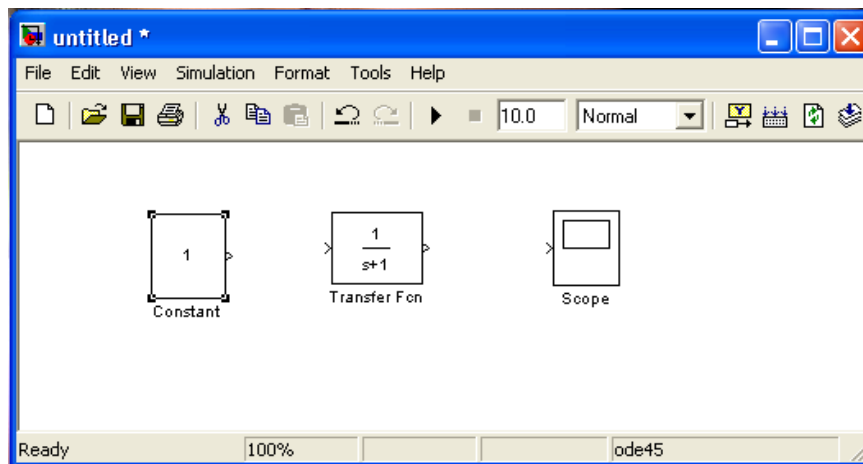 untitled *
File Edit View Simulation Format Tools Help
10.0 Normal
1
1
s+1
Constant
Transfer Fcn
Scope
Ready 100% ode45